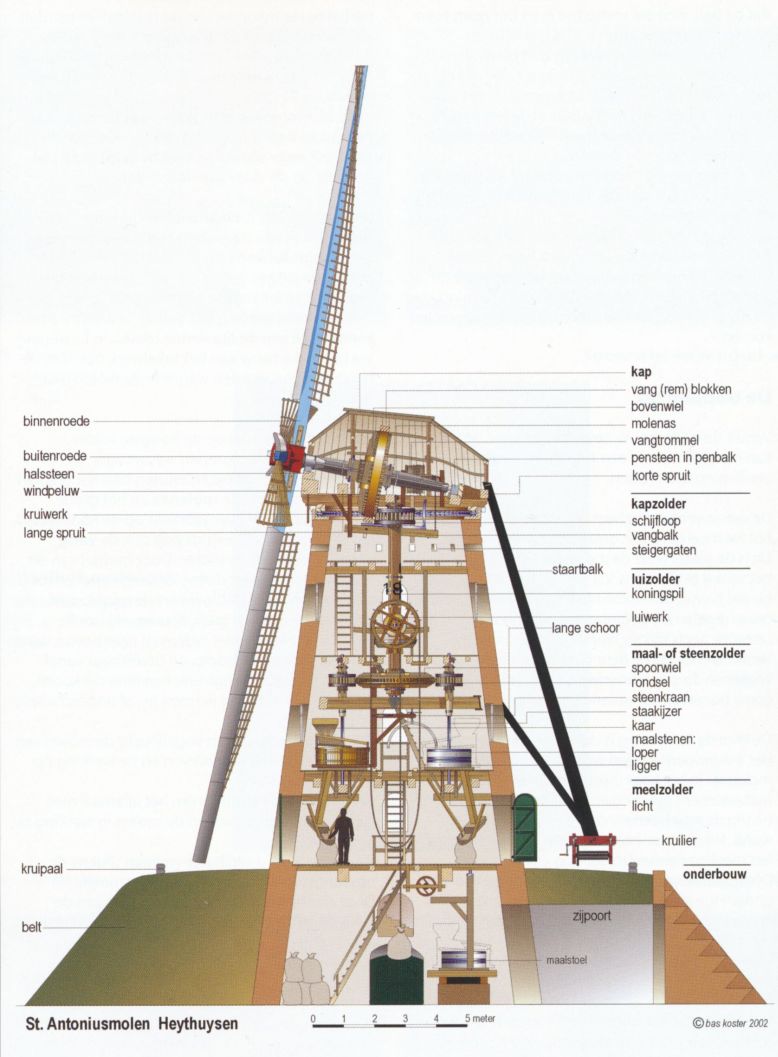 binnenroede
buitenroede
halssteen
windpeluw
kruiwerk
lange spruit
kap
vang (rem) blokken
bovenwiel
molenas
vangtrommel
pensteen in penbalk
korte spruit
kapzolder
schijfloop
vangbalk
steigergaten
staartbalk
luizolder
koningspil
18
luiwerk
lange schoor
maal- of steenzolder
spoorwiel
rondsel
steenkraan
staakijzer
kaar
maalstenen:
loper
ligger
meelzolder
licht
kruilier
kruipaal
onderbouw
belt
zijpoort
maalstoel
St. Antoniusmolen Heythuysen
0 1 2 3 4 5 meter
© bas koster 2002